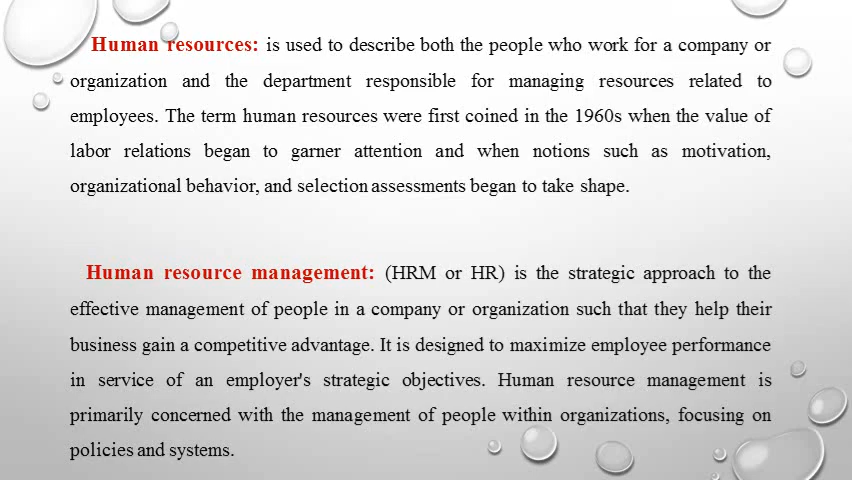 Human resources: is used to describe both the people who work for a company or
organization and the department responsible for managing resources related to
employees. The term human resources were first coined in the 1960s when the value of
labor relations began to garner attention and when notions such as motivation,
organizational behavior, and selection assessments began to take shape.
Human resource management: (HRM or HR) is the strategic approach to the
effective management of people in a company or organization such that they help their
business gain a competitive advantage. It is designed to maximize employee performance
in service of an employer's strategic objectives. Human resource management is
primarily concerned with the management of people within organizations, focusing on
policies and systems.